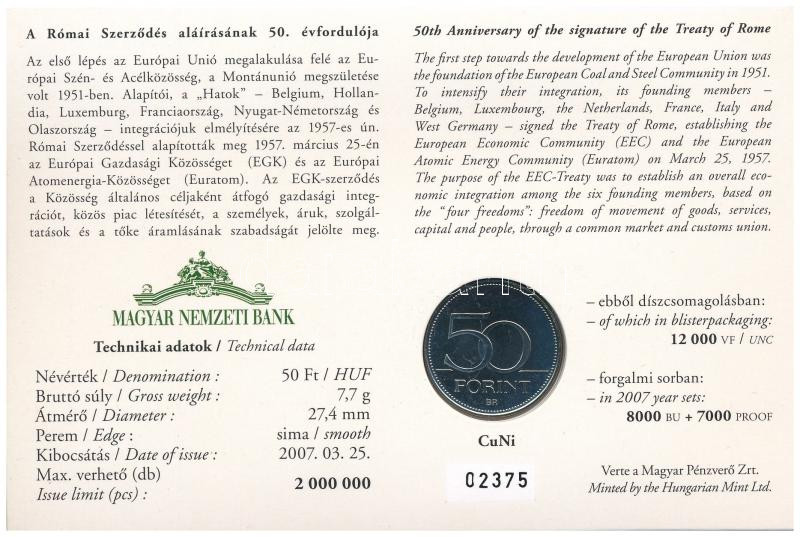 A Római Szerződés aláírásának 50. évfordulója
Az első lépés az Európai Unió megalakulása felé az Eu-
rópai Szén- és Acélközösség, a Montánunió megszületése
volt 1951-ben. Alapítói, a „Hatok” – Belgium, Hollan-
dia, Luxemburg, Franciaország, Nyugat-Németország és
Olaszország – integrációjuk elmélyítésére az 1957-es ún.
Római Szerződéssel alapították meg 1957. március 25-én
az Európai Gazdasági Közösséget (EGK) és az Európai
Atomenergia-Közösséget (Euratom). Az EGK-szerződés
a Közösség általános céljaként átfogó gazdasági integ-
rációt, közös piac létesítését, a személyek, áruk, szolgál-
tatások és a tőke áramlásának szabadságát jelölte meg.
50th Anniversary of the signature of the Treaty of Rome
The first step towards the development of the European Union was
the foundation of the European Coal and Steel Community in 1951.
To intensify their integration, its founding members –
Belgium, Luxembourg, the Netherlands, France, Italy and
West Germany – signed the Treaty of Rome, establishing the
European Economic Community (EEC) and the European
Atomic Energy Community (Euratom) on March 25, 1957.
The purpose of the EEC-Treaty was to establish an overall eco-
nomic integration among the six founding members, based on
the “four freedoms”: freedom of movement of goods, services,
capital and people, through a common market and customs union.
MAGYAR NEMZETI BANK
Technikai adatok / Technical data
Névérték / Denomination : 50 Ft / HUF
Bruttó súly / Gross weight : 7,7 g
Átmérő / Diameter : 27,4 mm
Perem / Edge : sima / smooth
Kibocsátás / Date of issue : 2007. 03. 25.
Max. verhető (db)
Issue limit (pcs) : 2 000 000
50
FORINT
BP.
CuNi
02375
– ebből díszcsomagolásban:
– of which in blisterpackaging:
12 000 VF / UNC
– forgalmi sorban:
– in 2007 year sets:
8000 BU + 7000 PROOF
Verte a Magyar Pénzverő Zrt.
Minted by the Hungarian Mint Ltd.